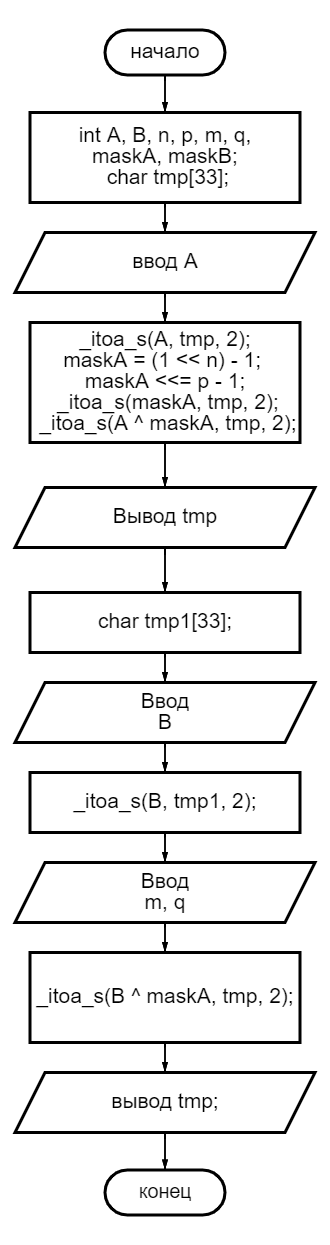 начало
int A, B, n, p, m, q,
maskA, maskB;
char tmp[33];
ввод A
_itoa_s(A, tmp, 2);
maskA = (1 << n) - 1;
maskA <<= p - 1;
_itoa_s(maskA, tmp, 2);
_itoa_s(A ^ maskA, tmp, 2);
Вывод tmp
char tmp1[33];
Ввод
B
_itoa_s(B, tmp1, 2);
Ввод
m, q
_itoa_s(B ^ maskA, tmp, 2);
вывод tmp;
конец